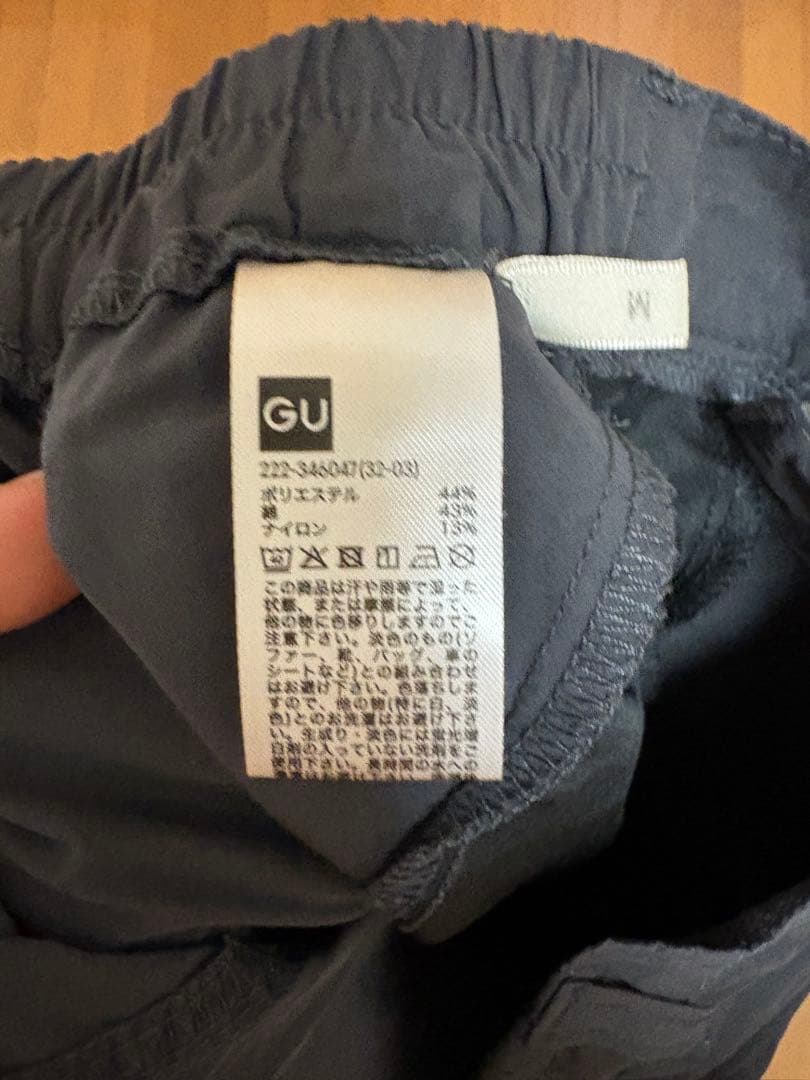 GU
M
222-346047(32-03)
ポリエステル 44%
綿 43%
ナイロン 13%
40
この商品は汗や雨等で湿った
状態、または摩擦によって、
他の物に色移りしますのでご
注意下さい。淡色のもの(ソ
ファー、靴、バッグ、車の
シートなど)との組み合わせ
はお避け下さい。色落ちしま
すので、他の物(特に白、淡
色)とのお洗濯はお避け下さ
い。生成り・淡色には蛍光増
白剤の入っていない洗剤をご
使用下さい。長時間の水への